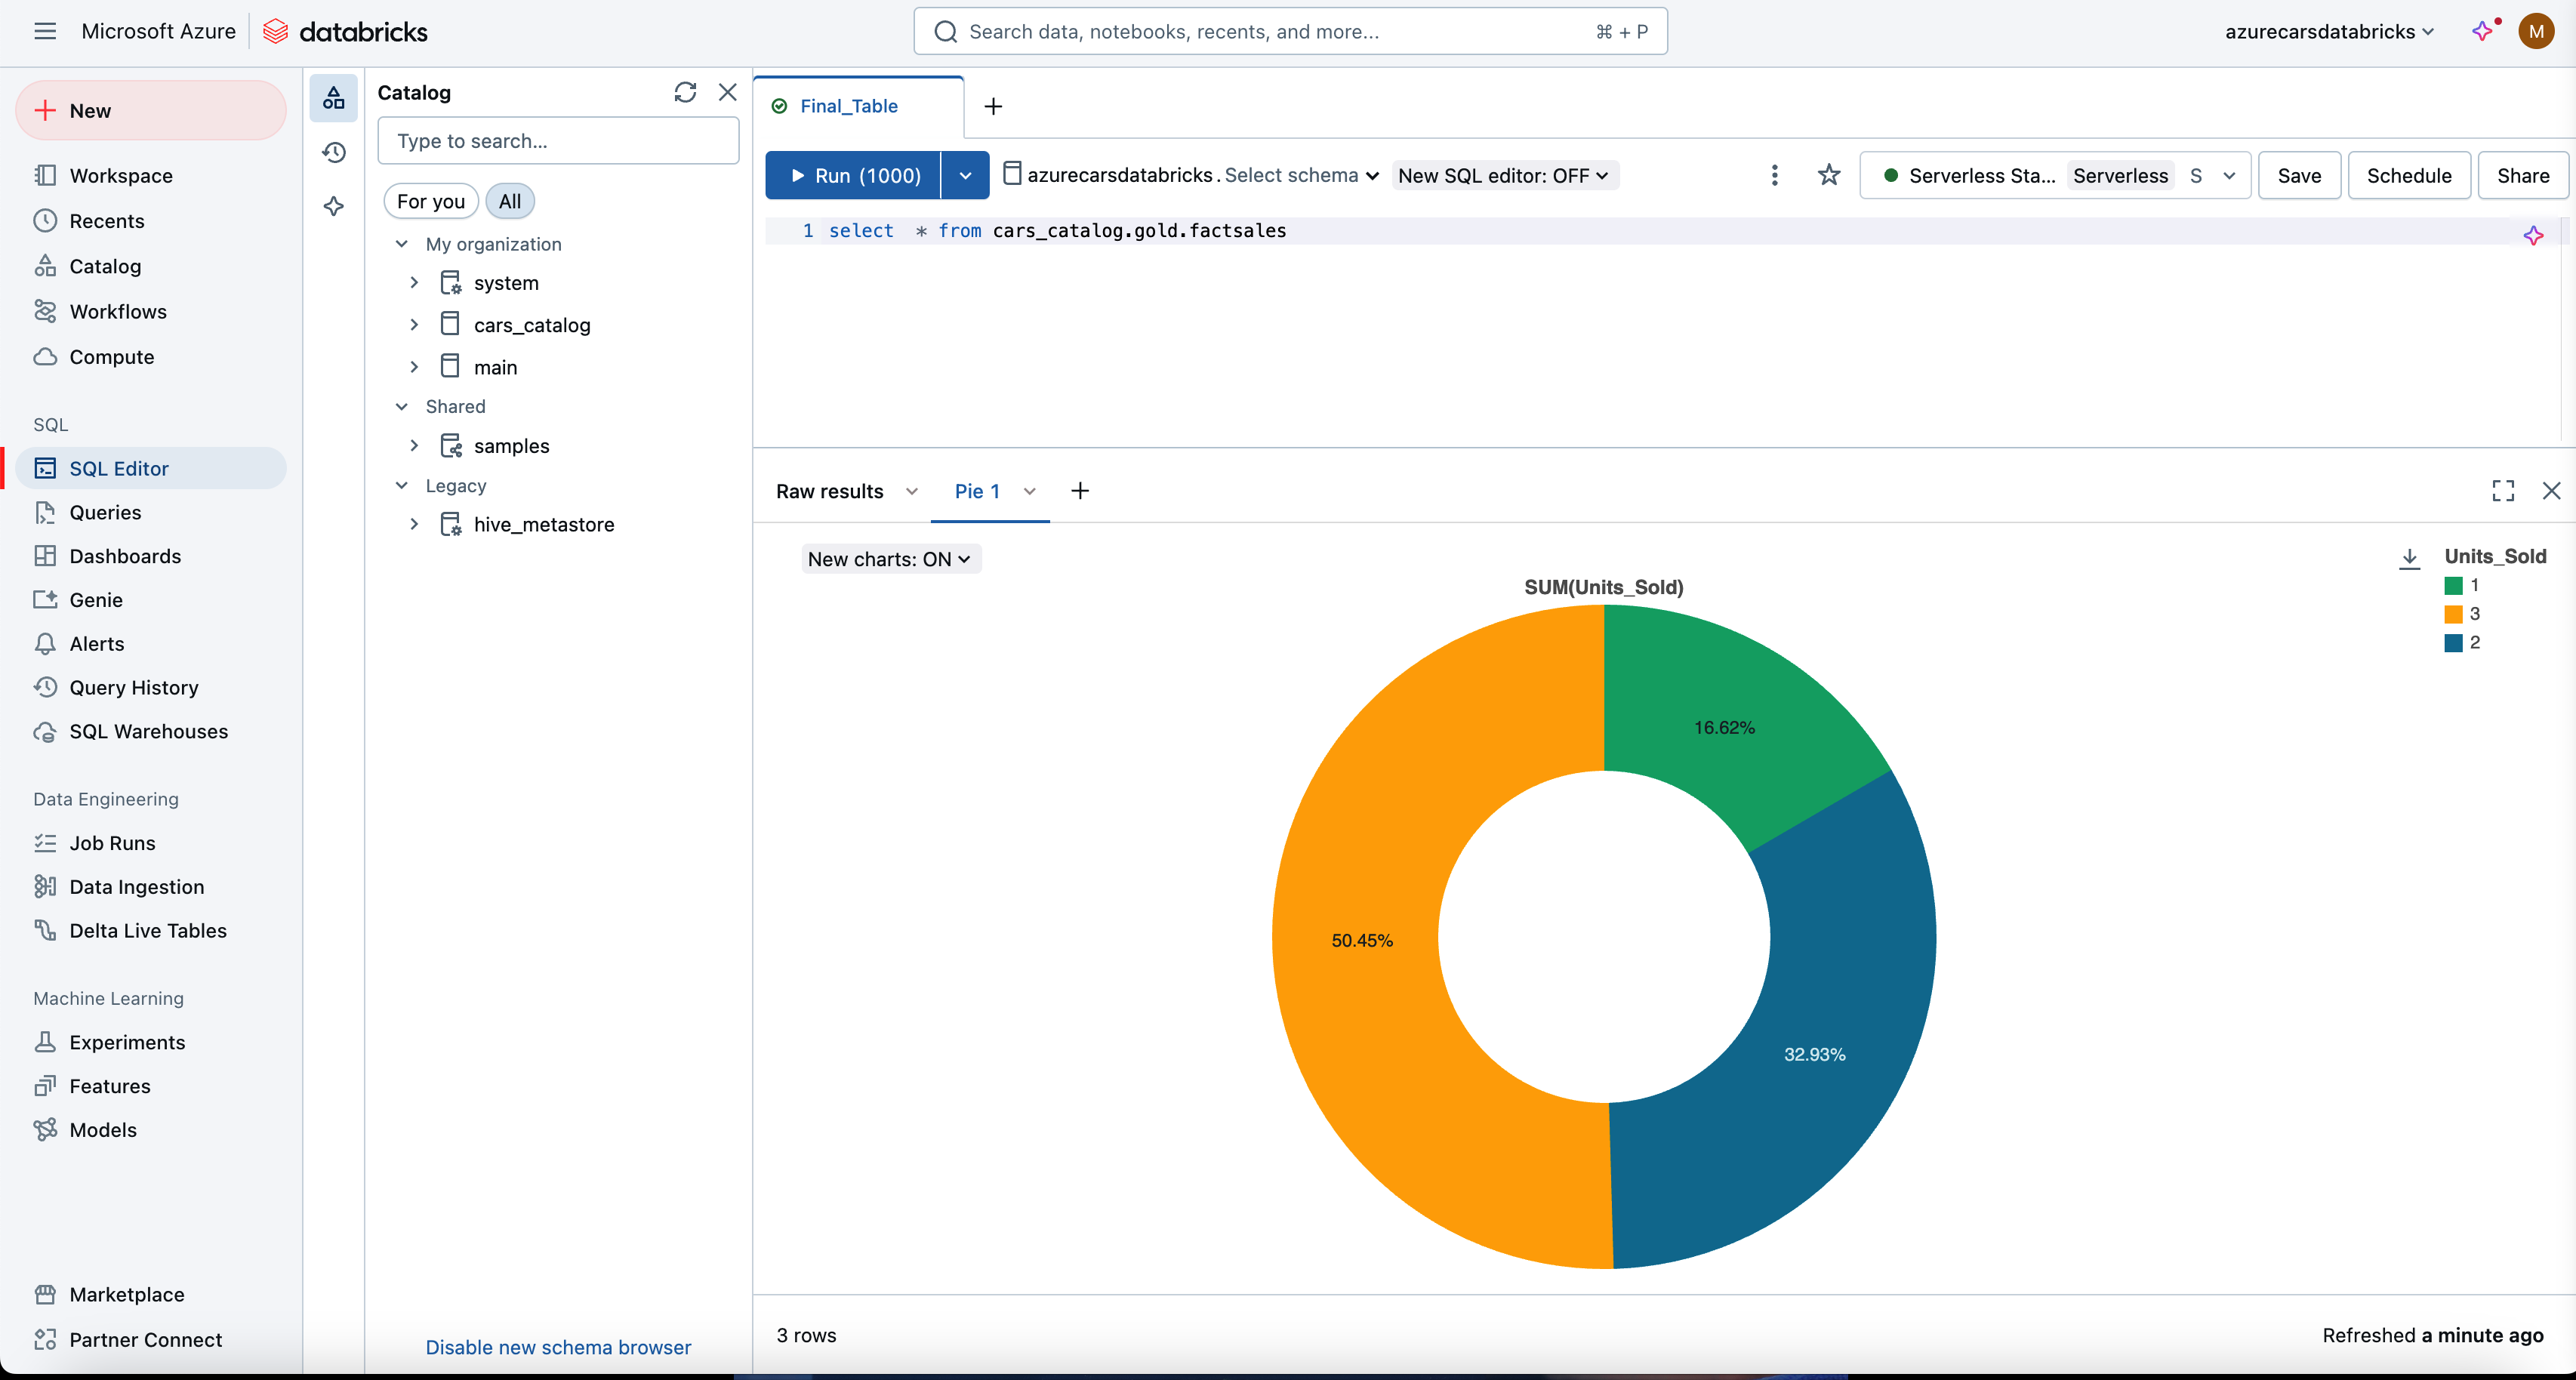 Microsoft Azure databricks
Search data, notebooks, recents, and more... ⌘ + P
azurecarsdatabricks
M
New
Workspace
Recents
Catalog
Workflows
Compute
SQL
SQL Editor
Queries
Dashboards
Genie
Alerts
Query History
SQL Warehouses
Data Engineering
Job Runs
Data Ingestion
Delta Live Tables
Machine Learning
Experiments
Features
Models
Marketplace
Partner Connect
Catalog
Type to search...
For you All
My organization
system
cars_catalog
main
Shared
samples
Legacy
hive_metastore
Disable new schema browser
Final_Table
Run (1000) azurecarsdatabricks . Select schema New SQL editor: OFF Serverless Sta... Serverless S Save Schedule Share
1 select * from cars_catalog.gold.factsales
Raw results Pie 1
New charts: ON
SUM(Units_Sold)
16.62%
50.45%
32.93%
Units_Sold
1
3
2
3 rows
Refreshed a minute ago